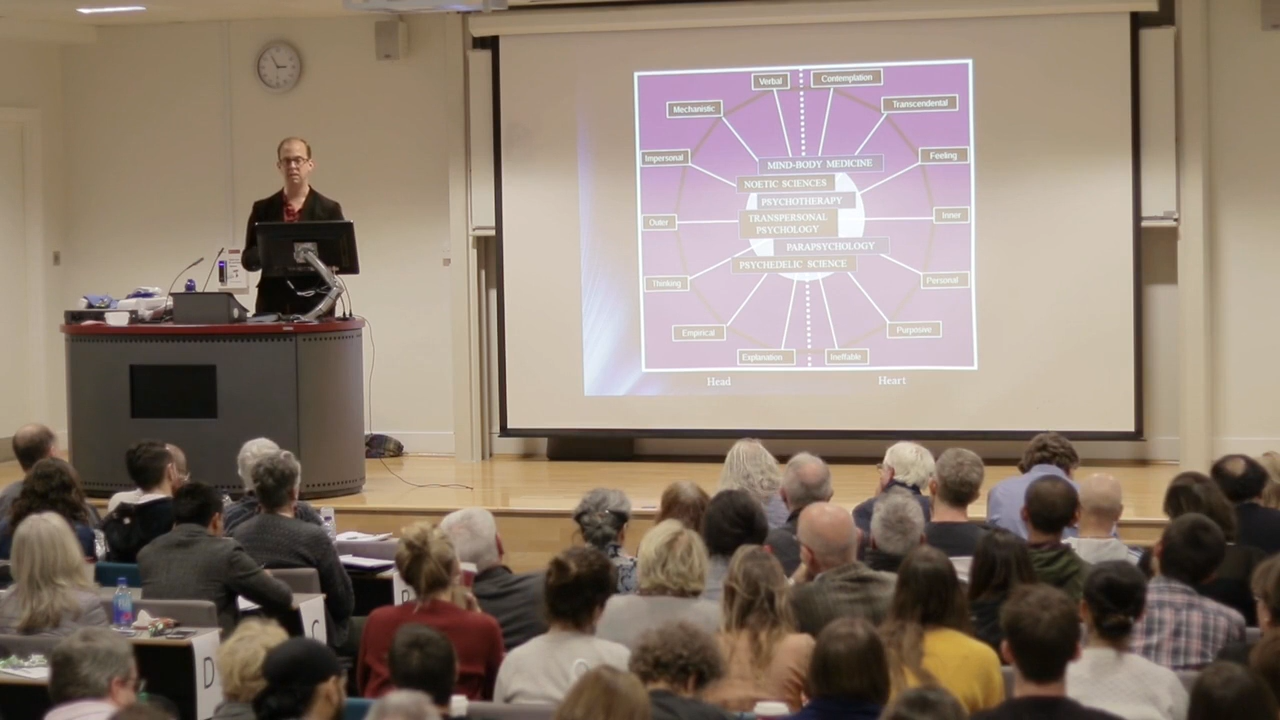 Verbal
Contemplation
Mechanistic
Transcendental
Impersonal
Feeling
MIND-BODY MEDICINE
NOETIC SCIENCES
PSYCHOTHERAPY
TRANSPERSONAL
PSYCHOLOGY
PARAPSYCHOLOGY
PSYCHEDELIC SCIENCE
Outer
Inner
Thinking
Personal
Empirical
Purposive
Explanation
Ineffable
Head
Heart
C
D